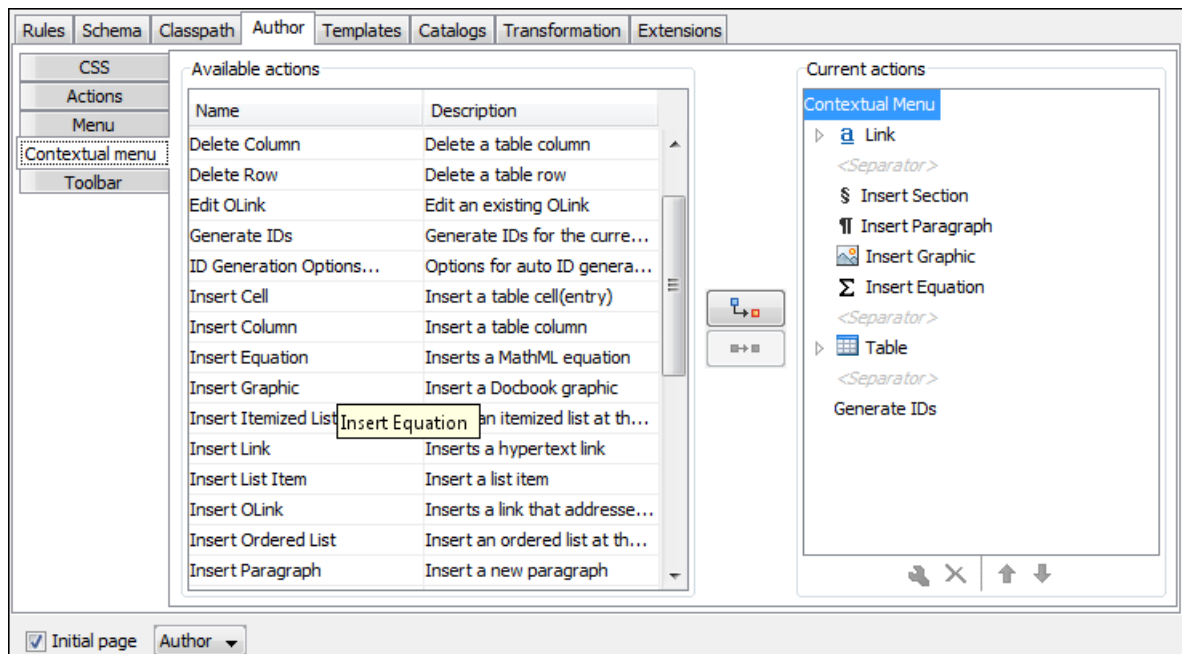 Rules Schema Classpath Author Templates Catalogs Transformation Extensions
CSS
Actions
Menu
Contextual menu
Toolbar
Available actions
Name Description
Delete Column Delete a table column
Delete Row Delete a table row
Edit OLink Edit an existing OLink
Generate IDs Generate IDs for the curre...
ID Generation Options... Options for auto ID genera...
Insert Cell Insert a table cell(entry)
Insert Column Insert a table column
Insert Equation Inserts a MathML equation
Insert Graphic Insert a Docbook graphic
Insert Itemized List an itemized list at th...
Insert Equation
Insert Link Inserts a hypertext link
Insert List Item Insert a list item
Insert OLink Inserts a link that addresse...
Insert Ordered List Insert an ordered list at th...
Insert Paragraph Insert a new paragraph
Current actions
Contextual Menu
a Link
<Separator>
§ Insert Section
¶ Insert Paragraph
Insert Graphic
Σ Insert Equation
<Separator>
Table
<Separator>
Generate IDs
Initial page Author